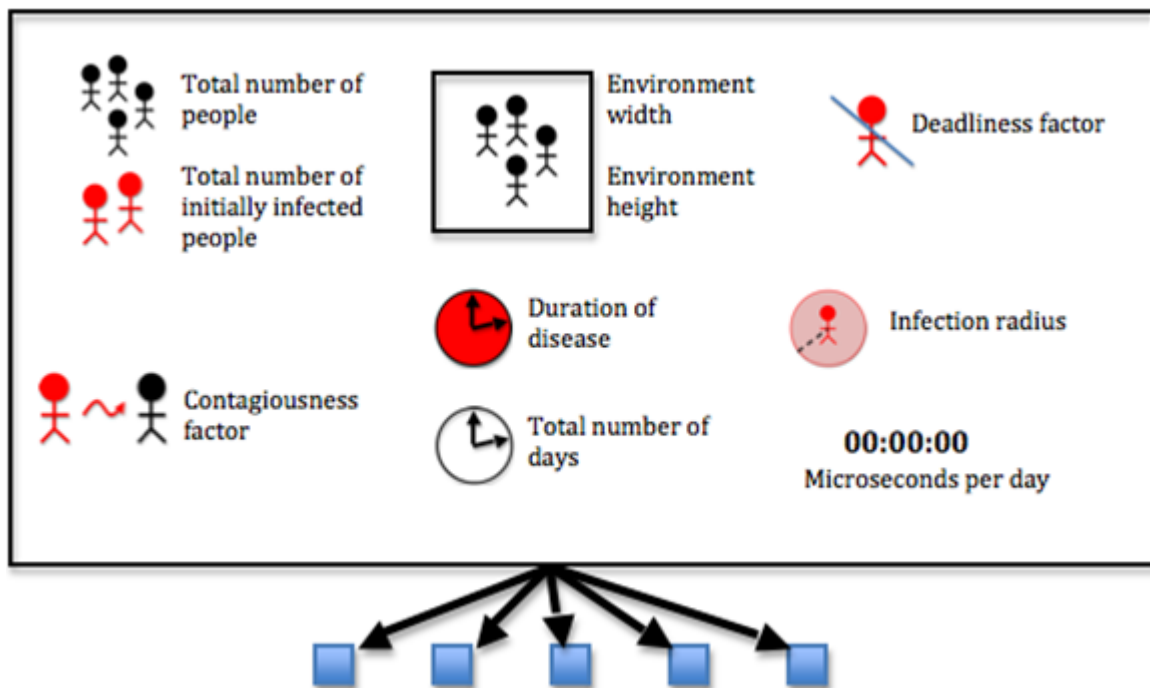 Total number of
people
Total number of
initially infected
people
Contagiousness
factor
Environment
width
Environment
height
Duration of
disease
Total number of
days
Deadliness factor
Infection radius
00:00:00
Microseconds per day